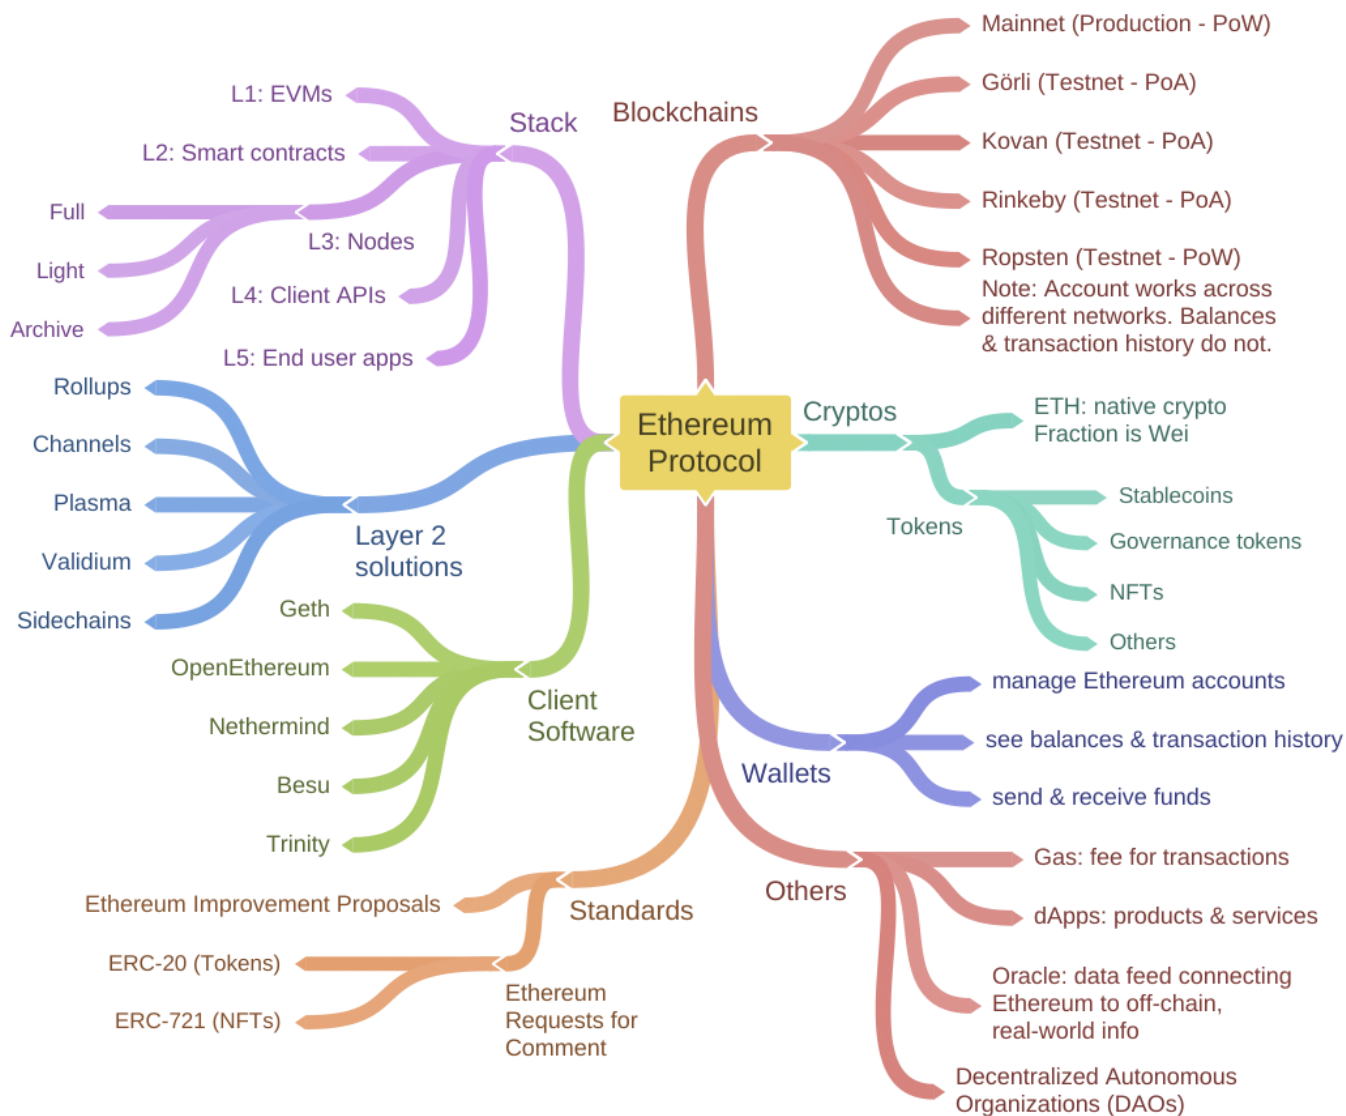 Ethereum
Protocol
Stack
L1: EVMs
L2: Smart contracts
L3: Nodes
Full
Light
Archive
L4: Client APIs
L5: End user apps
Layer 2
solutions
Rollups
Channels
Plasma
Validium
Sidechains
Client
Software
Geth
OpenEthereum
Nethermind
Besu
Trinity
Standards
Ethereum Improvement Proposals
Ethereum
Requests for
Comment
ERC-20 (Tokens)
ERC-721 (NFTs)
Blockchains
Mainnet (Production - PoW)
Görli (Testnet - PoA)
Kovan (Testnet - PoA)
Rinkeby (Testnet - PoA)
Ropsten (Testnet - PoW)
Note: Account works across
different networks. Balances
& transaction history do not.
Cryptos
ETH: native crypto
Fraction is Wei
Tokens
Stablecoins
Governance tokens
NFTs
Others
Wallets
manage Ethereum accounts
see balances & transaction history
send & receive funds
Others
Gas: fee for transactions
dApps: products & services
Oracle: data feed connecting
Ethereum to off-chain,
real-world info
Decentralized Autonomous
Organizations (DAOs)